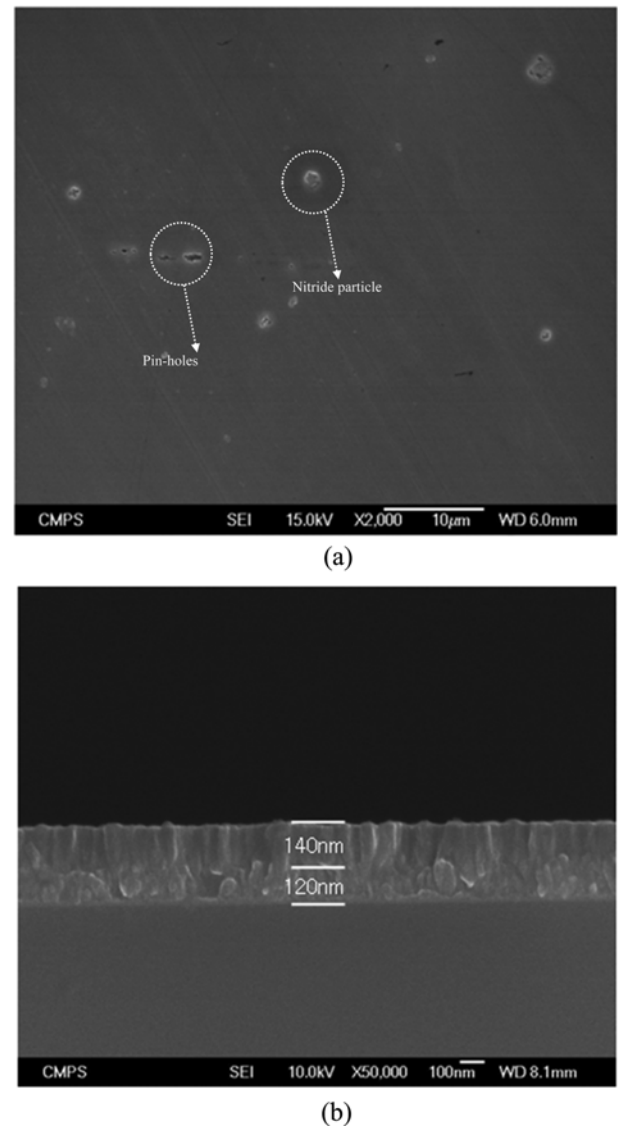 Nitride particle
Pin-holes
CMPS SEI 15.0kV X2,000 10μm WD 6.0mm
(a)
140nm
120nm
CMPS SEI 10.0kV X50,000 100nm WD 8.1mm
(b)